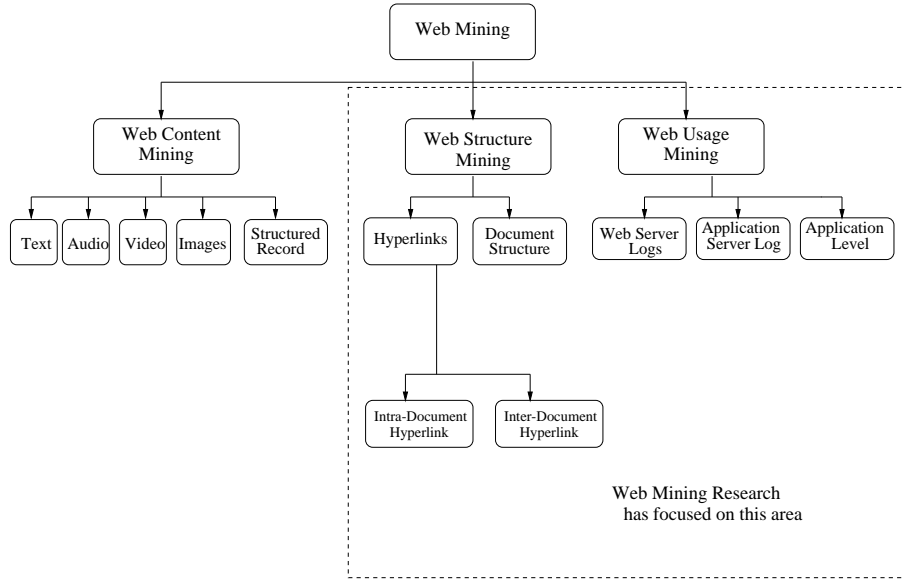 Web Mining
Web Content
Mining
Web Structure
Mining
Web Usage
Mining
Text
Audio
Video
Images
Structured
Record
Hyperlinks
Document
Structure
Web Server
Logs
Application
Server Log
Application
Level
Intra-Document
Hyperlink
Inter-Document
Hyperlink
Web Mining Research
has focused on this area